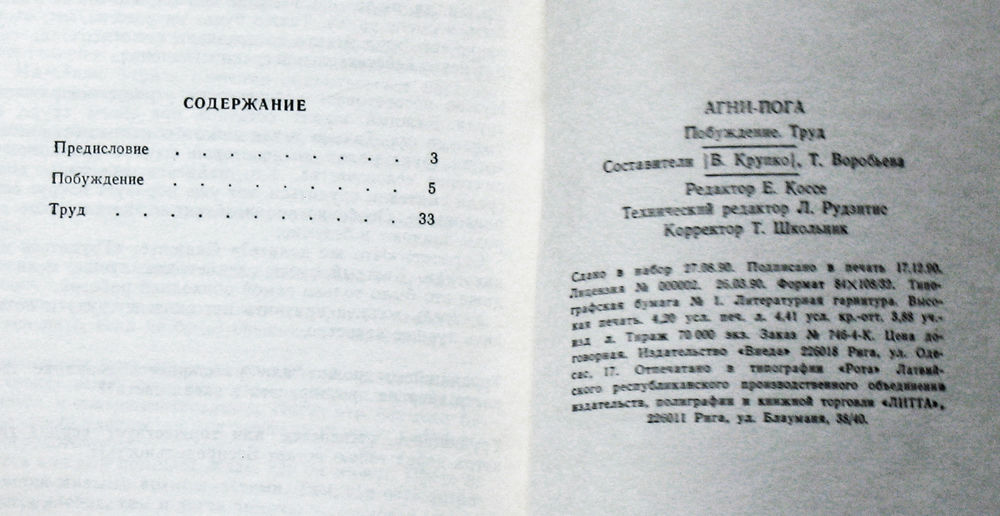 СОДЕРЖАНИЕ
Предисловие . . . . . . . . 3
Побуждение . . . . . . . . 5
Труд . . . . . . . . . . 33
АГНИ-ЙОГА
Побуждение. Труд
Составители |В. Крупко|, Т. Воробьева
Редактор Е. Коссе
Технический редактор Л. Рудзитис
Корректор Т. Школьник
Сдано в набор 27.06.90. Подписано в печать 17.12.90.
Лицензия № 000002. 26.03.90. Формат 84×108/32. Типо-
графская бумага № 1. Литературная гарнитура. Высо-
кая печать. 4,20 усл. печ. л. 4,41 усл. кр.-отт. 3,88 уч.-
изд л. Тираж 70 000 экз. Заказ № 746-4-К. Цена до-
говорная. Издательство «Виеда» 226018 Рига, ул. Оде-
сас, 17. Отпечатано в типографии «Рота» Латвий-
ского республиканского производственного объединения
издательств, полиграфии и книжной торговли «ЛИТТА»,
226011 Рига, ул. Блауманя, 38/40.